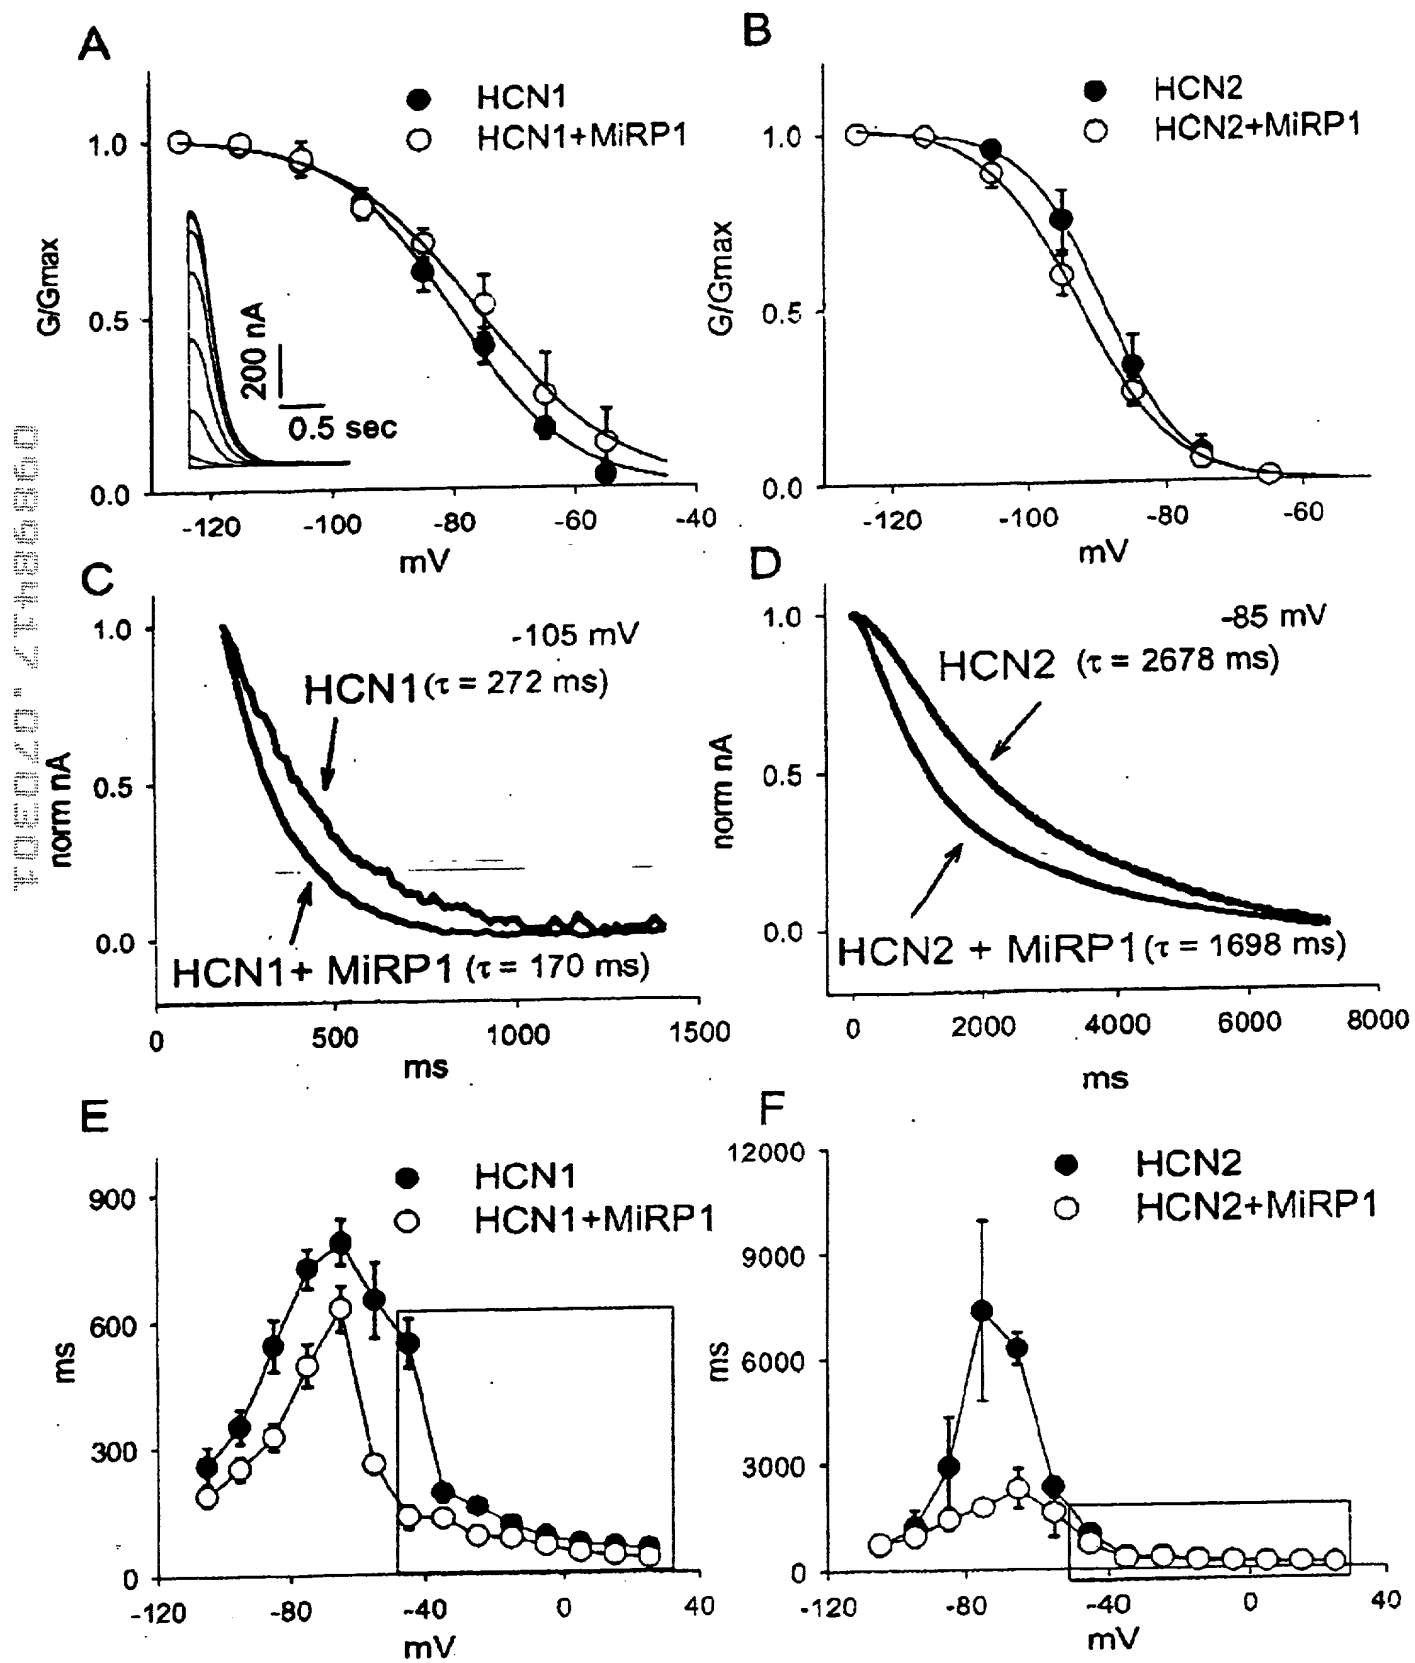 A
HCN1
HCN1+MiRP1
1.0
0.5
0.0
G/Gmax
200 nA
0.5 sec
-120
-100
-80
-60
-40
mV
B
HCN2
HCN2+MiRP1
1.0
0.5
0.0
G/Gmax
-120
-100
-80
-60
mV
C
1.0
0.5
0.0
norm nA
-105 mV
HCN1 (τ = 272 ms)
HCN1+ MiRP1 (τ = 170 ms)
0
500
1000
1500
ms
D
1.0
0.5
0.0
norm nA
-85 mV
HCN2 (τ = 2678 ms)
HCN2 + MiRP1 (τ = 1698 ms)
0
2000
4000
6000
8000
ms
E
HCN1
HCN1+MiRP1
900
600
300
0
ms
-120
-80
-40
0
40
mV
F
HCN2
HCN2+MiRP1
12000
9000
6000
3000
0
ms
-120
-80
-40
0
40
mV